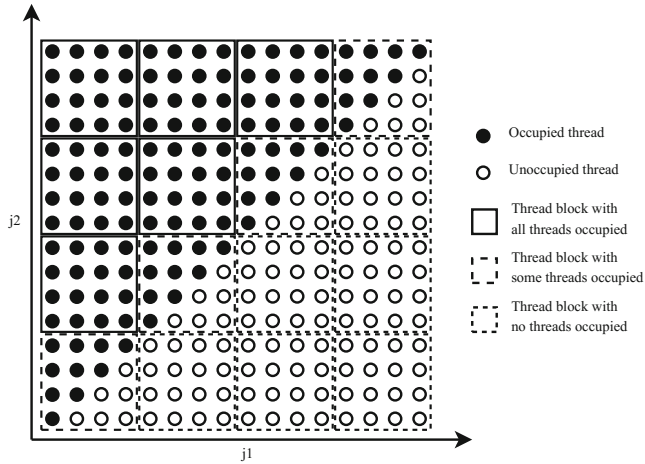 j2
j1
Occupied thread
Unoccupied thread
Thread block with
all threads occupied
Thread block with
some threads occupied
Thread block with
no threads occupied